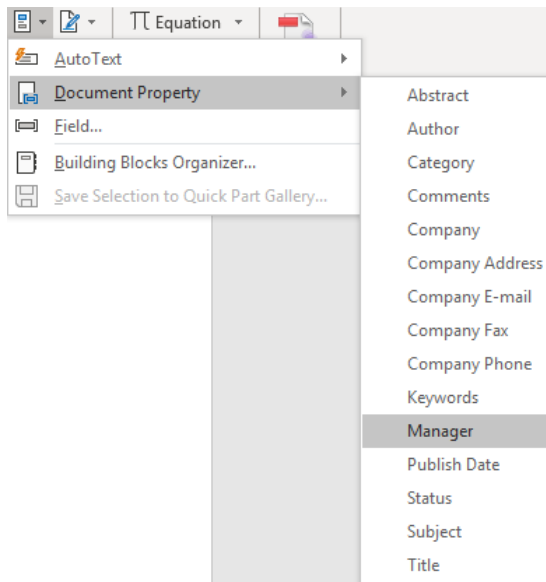 π Equation
AutoText
Document Property
Field...
Building Blocks Organizer...
Save Selection to Quick Part Gallery...
Abstract
Author
Category
Comments
Company
Company Address
Company E-mail
Company Fax
Company Phone
Keywords
Manager
Publish Date
Status
Subject
Title